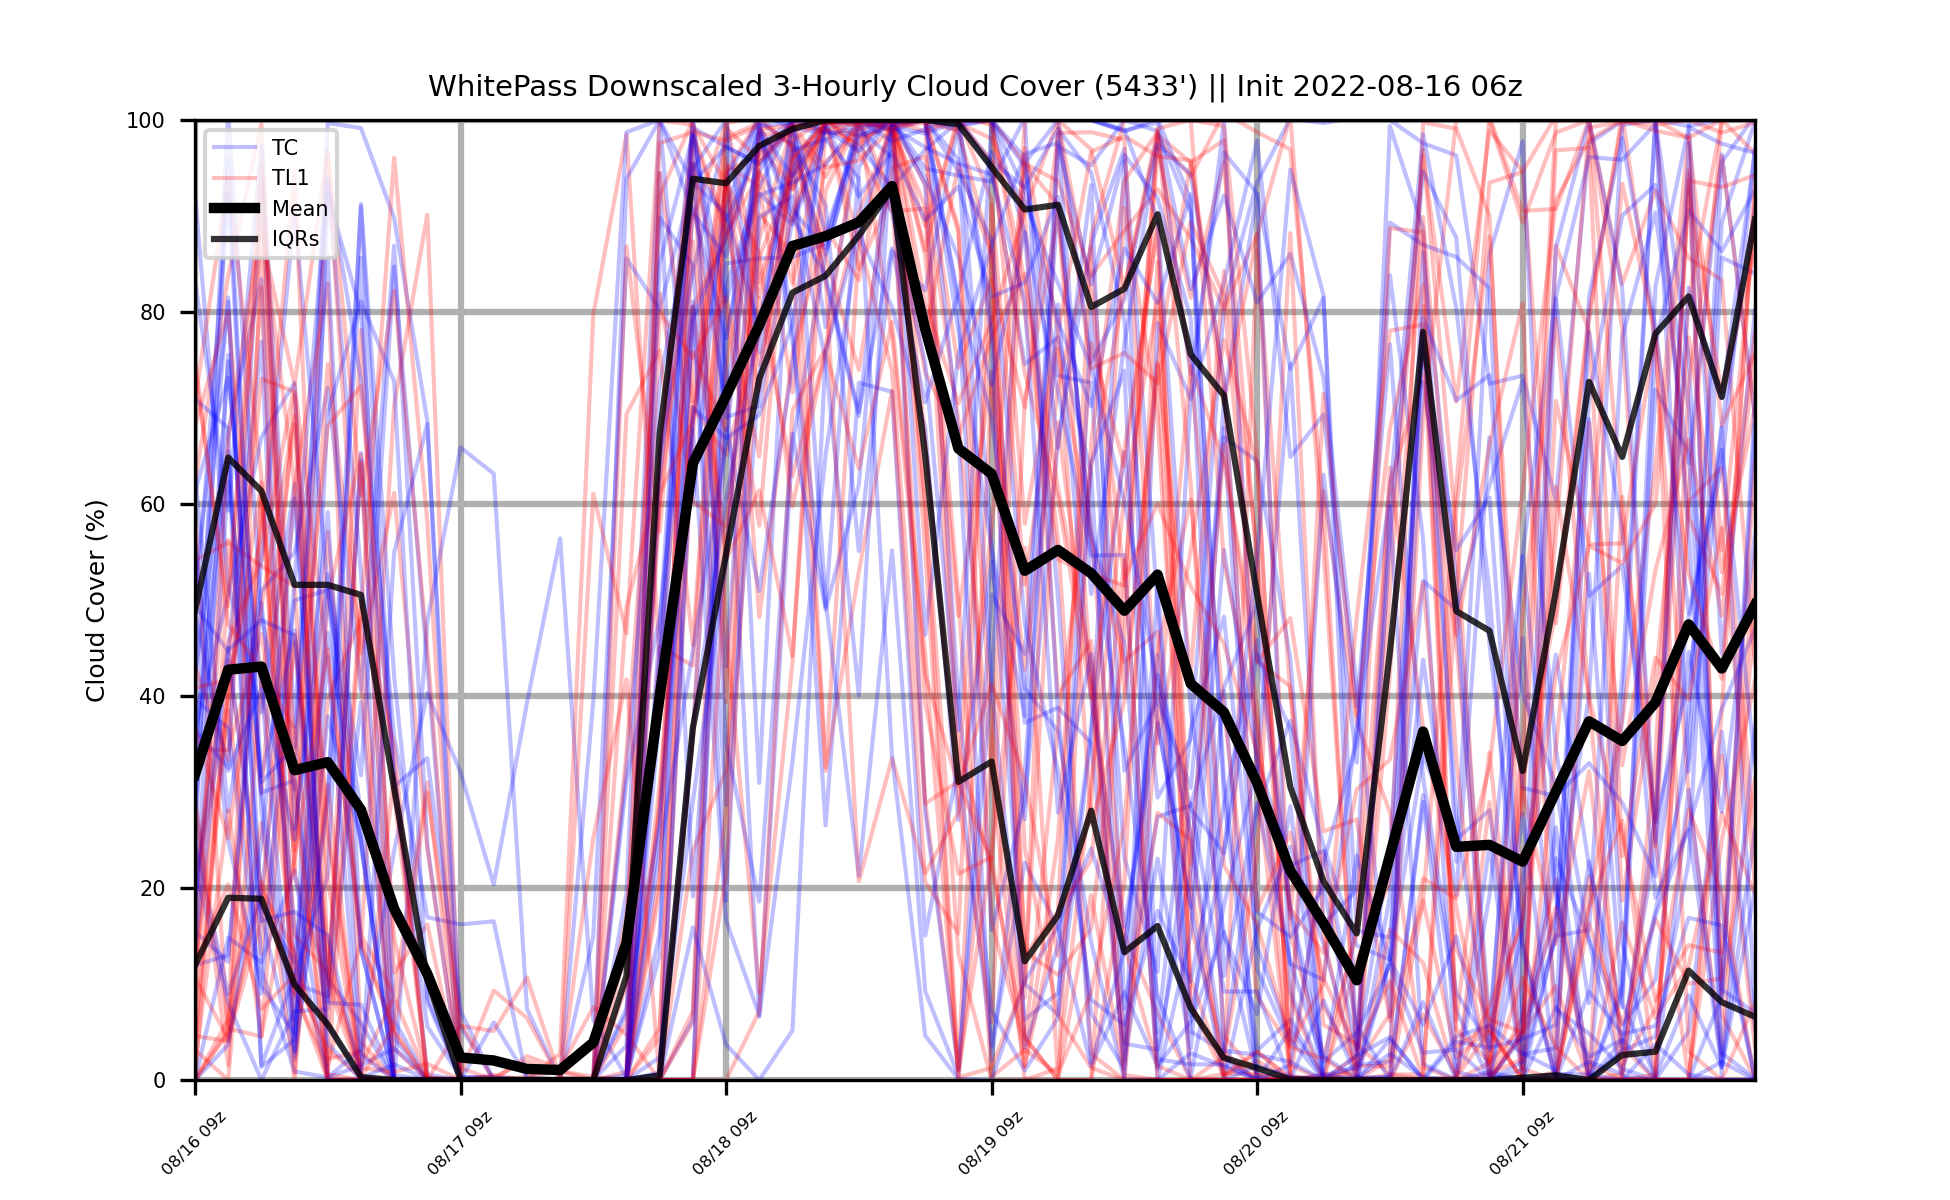 WhitePass Downscaled 3-Hourly Cloud Cover (5433') || Init 2022-08-16 06z
100
80
60
40
20
0
Cloud Cover (%)
TC
TL1
Mean
IQRs
08/16 09z
08/17 09z
08/18 09z
08/19 09z
08/20 09z
08/21 09z